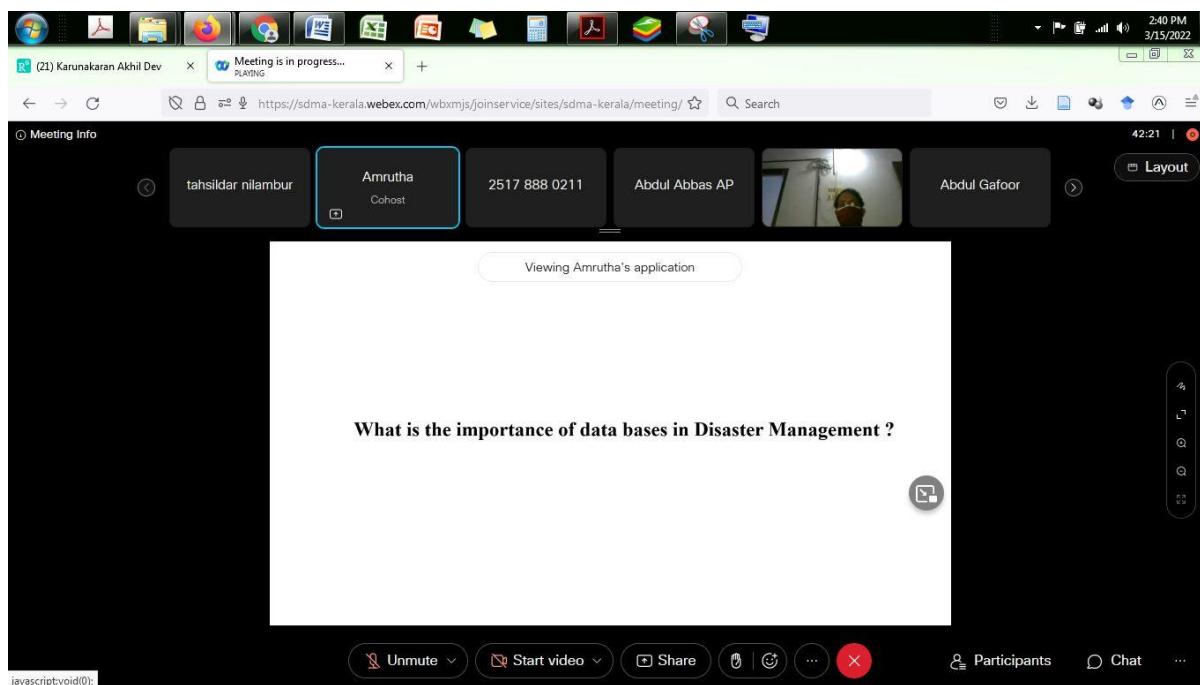 2:40 PM
3/15/2022
(21) Karunakaran Akhil Dev
Meeting is in progress...
PLAYING
https://sdma-kerala.webex.com/wbxmjs/joinservice/sites/sdma-kerala/meeting/
Search
Meeting Info
42:21
Layout
tahsildar nilambur
Amrutha
Cohost
2517 888 0211
Abdul Abbas AP
Abdul Gafoor
Viewing Amrutha's application
What is the importance of data bases in Disaster Management ?
Unmute
Start video
Share
Participants
Chat
javascript:void(0);